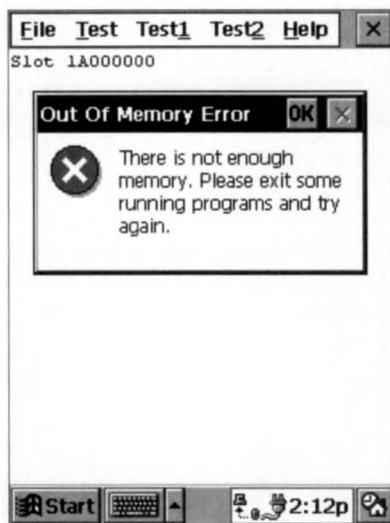 File Test Test1 Test2 Help
Slot 1A000000
Out Of Memory Error OK
There is not enough
memory. Please exit some
running programs and try
again.
Start 2:12p